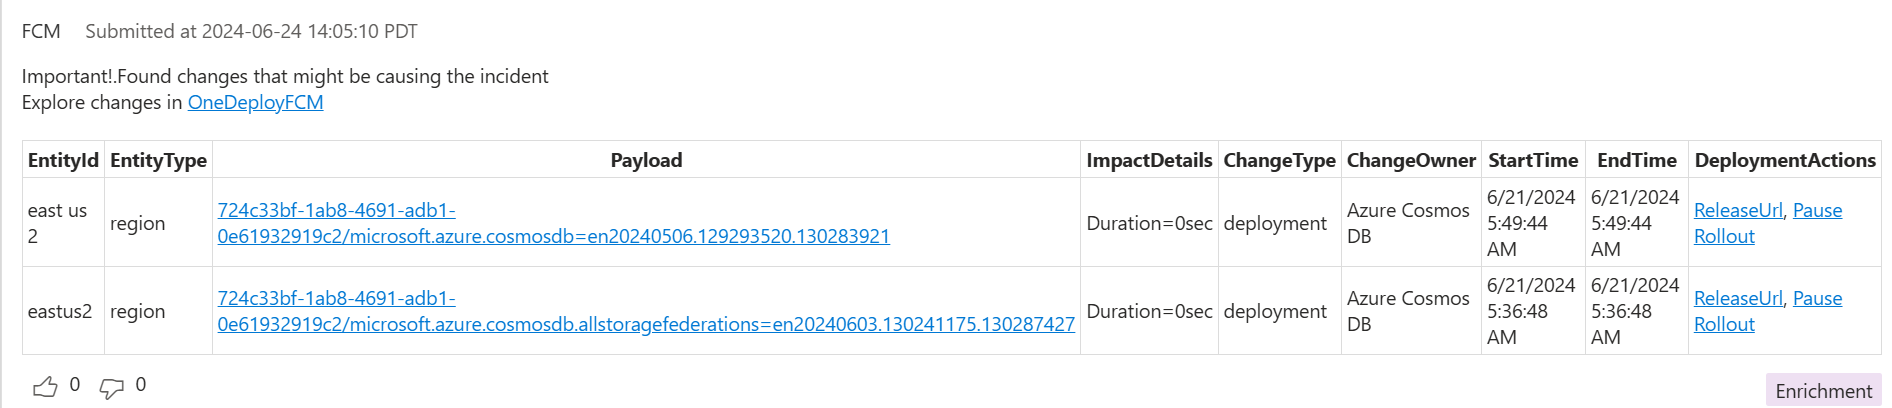 FCM Submitted at 2024-06-24 14:05:10 PDT
Important!.Found changes that might be causing the incident
Explore changes in OneDeployFCM
EntityId EntityType Payload ImpactDetails ChangeType ChangeOwner StartTime EndTime DeploymentActions
east us
2
region
724c33bf-1ab8-4691-adb1-
0e61932919c2/microsoft.azure.cosmosdb=en20240506.129293520.130283921
Duration=0sec
deployment
Azure Cosmos
DB
6/21/2024
5:49:44
AM
6/21/2024
5:49:44
AM
ReleaseUrl, Pause
Rollout
eastus2
region
724c33bf-1ab8-4691-adb1-
0e61932919c2/microsoft.azure.cosmosdb.allstoragefederations=en20240603.130241175.130287427
Duration=0sec
deployment
Azure Cosmos
DB
6/21/2024
5:36:48
AM
6/21/2024
5:36:48
AM
ReleaseUrl, Pause
Rollout
0 0
Enrichment